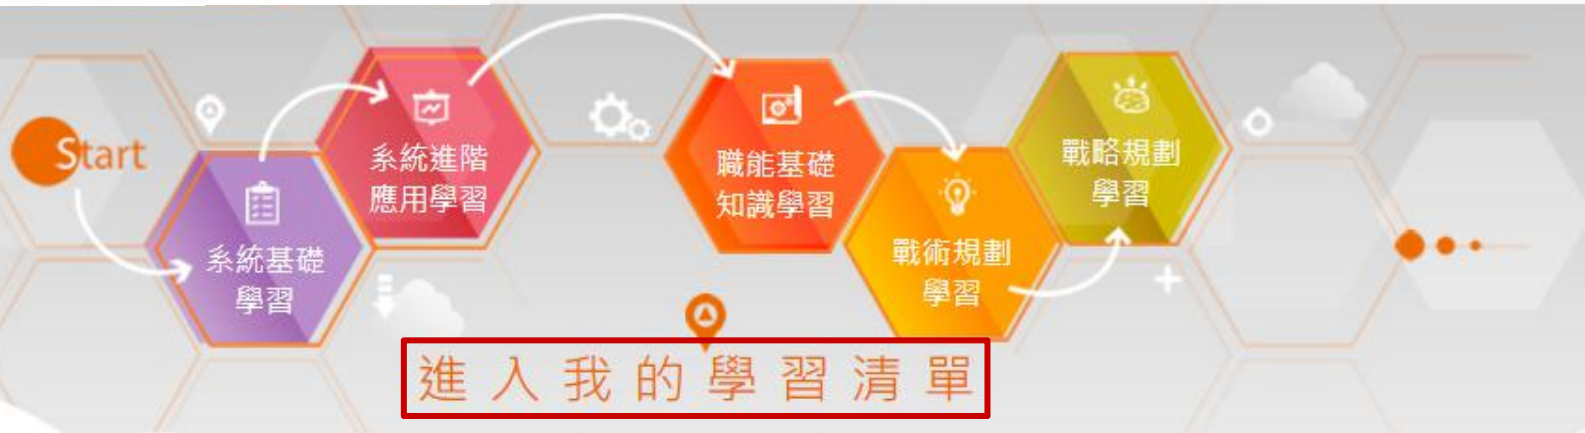 Start
系統基礎
學習
系統進階
應用學習
職能基礎
知識學習
戰術規劃
學習
戰略規劃
學習
進入我的學習清單